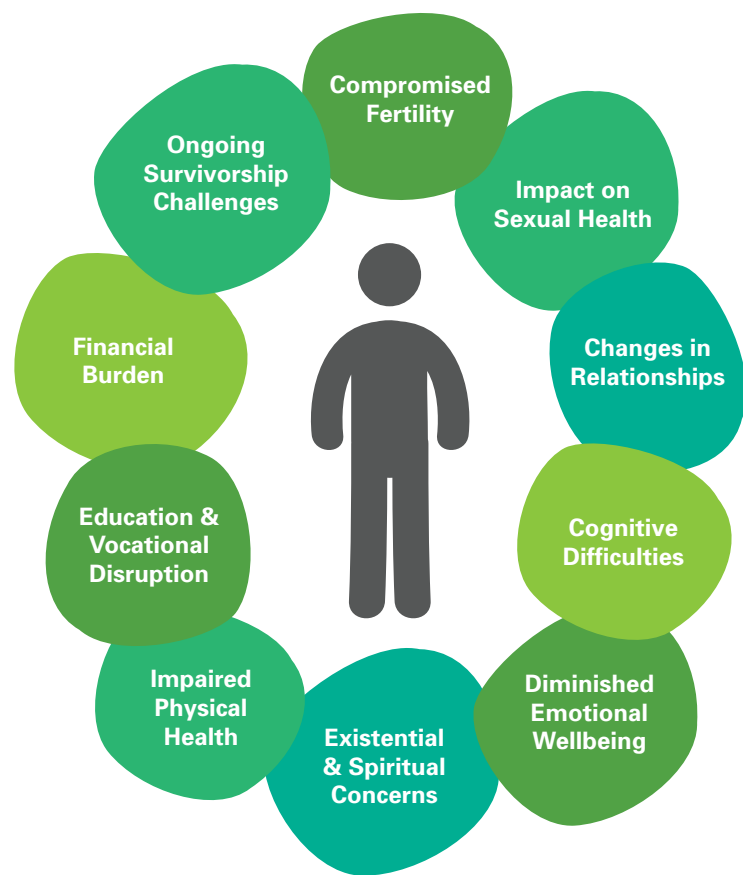 Compromised
Fertility
Impact on
Sexual Health
Changes in
Relationships
Cognitive
Difficulties
Diminished
Emotional
Wellbeing
Existential
& Spiritual
Concerns
Impaired
Physical
Health
Education &
Vocational
Disruption
Financial
Burden
Ongoing
Survivorship
Challenges